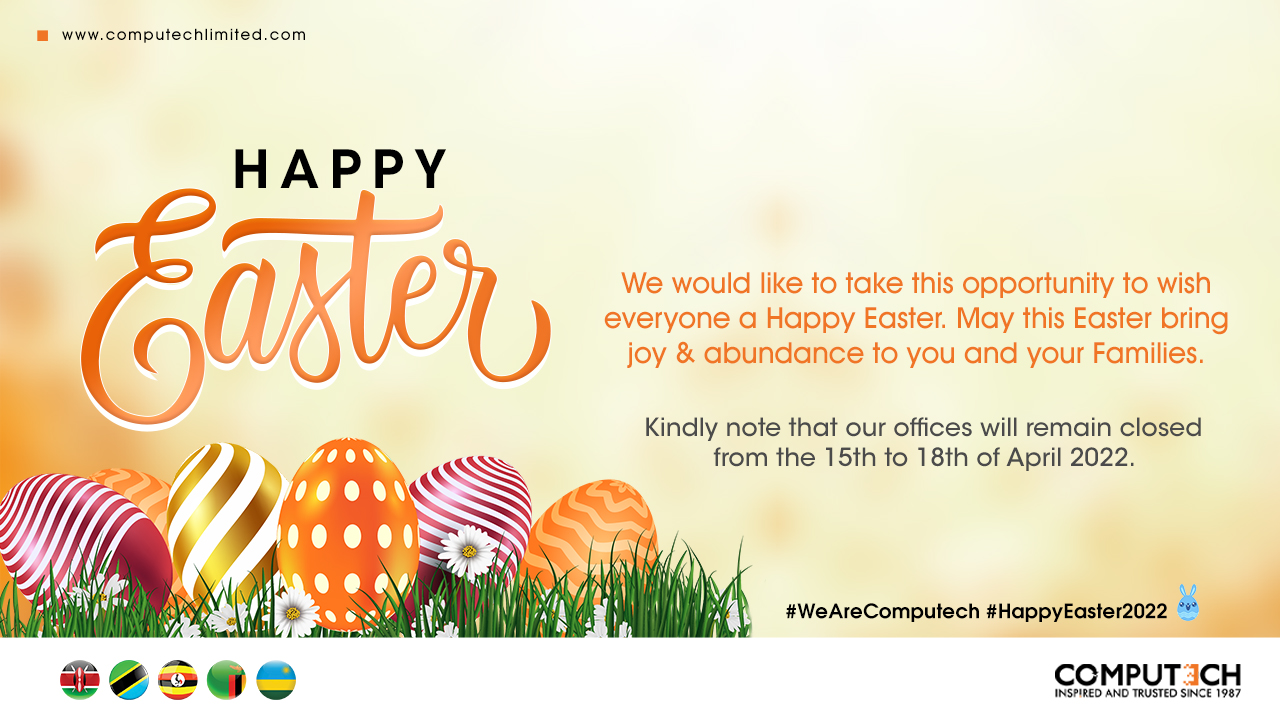 www.computechlimited.com
HAPPY
Easter
We would like to take this opportunity to wish
everyone a Happy Easter. May this Easter bring
joy & abundance to you and your Families.
Kindly note that our offices will remain closed
from the 15th to 18th of April 2022.
#WeAreComputech #HappyEaster2022
COMPUTECH
INSPIRED AND TRUSTED SINCE 1987